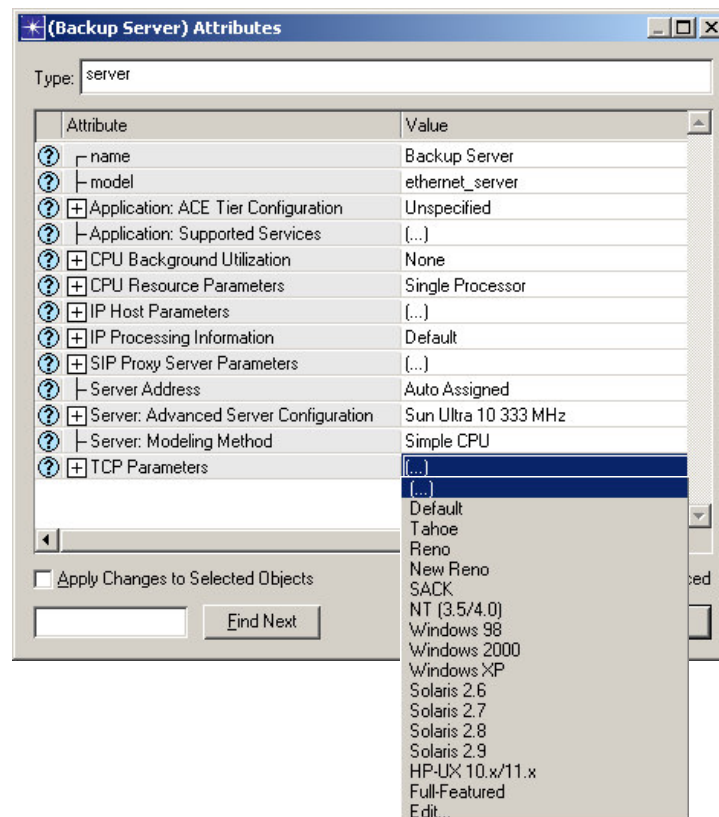 (Backup Server) Attributes
Type: server
Attribute Value
name Backup Server
model ethernet_server
Application: ACE Tier Configuration Unspecified
Application: Supported Services (...)
CPU Background Utilization None
CPU Resource Parameters Single Processor
IP Host Parameters (...)
IP Processing Information Default
SIP Proxy Server Parameters (...)
Server Address Auto Assigned
Server: Advanced Server Configuration Sun Ultra 10 333 MHz
Server: Modeling Method Simple CPU
TCP Parameters (...)
(...)
Default
Tahoe
Reno
New Reno
Apply Changes to Selected Objects
SACK
NT (3.5/4.0)
Find Next
Windows 98
Windows 2000
Windows XP
Solaris 2.6
Solaris 2.7
Solaris 2.8
Solaris 2.9
HP-UX 10.x/11.x
Full-Featured
Edit...